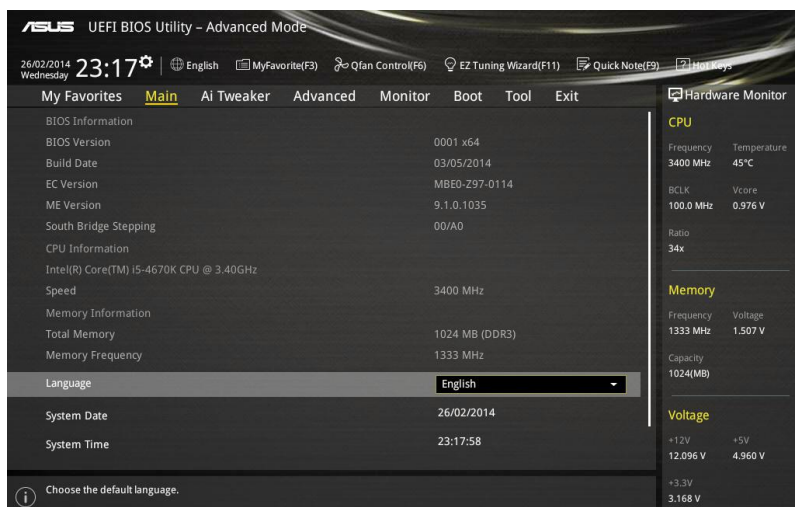 ASUS UEFI BIOS Utility – Advanced Mode
26/02/2014 Wednesday 23:17 English MyFavorite(F3) Qfan Control(F6) EZ Tuning Wizard(F11) Quick Note(F9) ? Hot Keys
My Favorites Main Ai Tweaker Advanced Monitor Boot Tool Exit
BIOS Information
BIOS Version 0001 x64
Build Date 03/05/2014
EC Version MBE0-Z97-0114
ME Version 9.1.0.1035
South Bridge Stepping 00/A0
CPU Information
Intel(R) Core(TM) i5-4670K CPU @ 3.40GHz
Speed 3400 MHz
Memory Information
Total Memory 1024 MB (DDR3)
Memory Frequency 1333 MHz
Language English
System Date 26/02/2014
System Time 23:17:58
i Choose the default language.
Hardware Monitor
CPU
Frequency Temperature
3400 MHz 45°C
BCLK Vcore
100.0 MHz 0.976 V
Ratio
34x
Memory
Frequency Voltage
1333 MHz 1.507 V
Capacity
1024(MB)
Voltage
+12V +5V
12.096 V 4.960 V
+3.3V
3.168 V